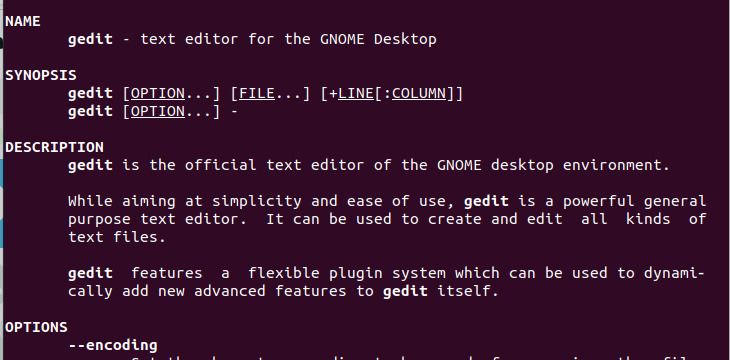 NAME
gedit - text editor for the GNOME Desktop
SYNOPSIS
gedit [OPTION...] [FILE...] [+LINE[:COLUMN]]
gedit [OPTION...] -
DESCRIPTION
gedit is the official text editor of the GNOME desktop environment.
While aiming at simplicity and ease of use, gedit is a powerful general
purpose text editor.  It can be used to create and edit  all  kinds  of
text files.
gedit  features  a  flexible plugin system which can be used to dynami-
cally add new advanced features to gedit itself.
OPTIONS
--encoding